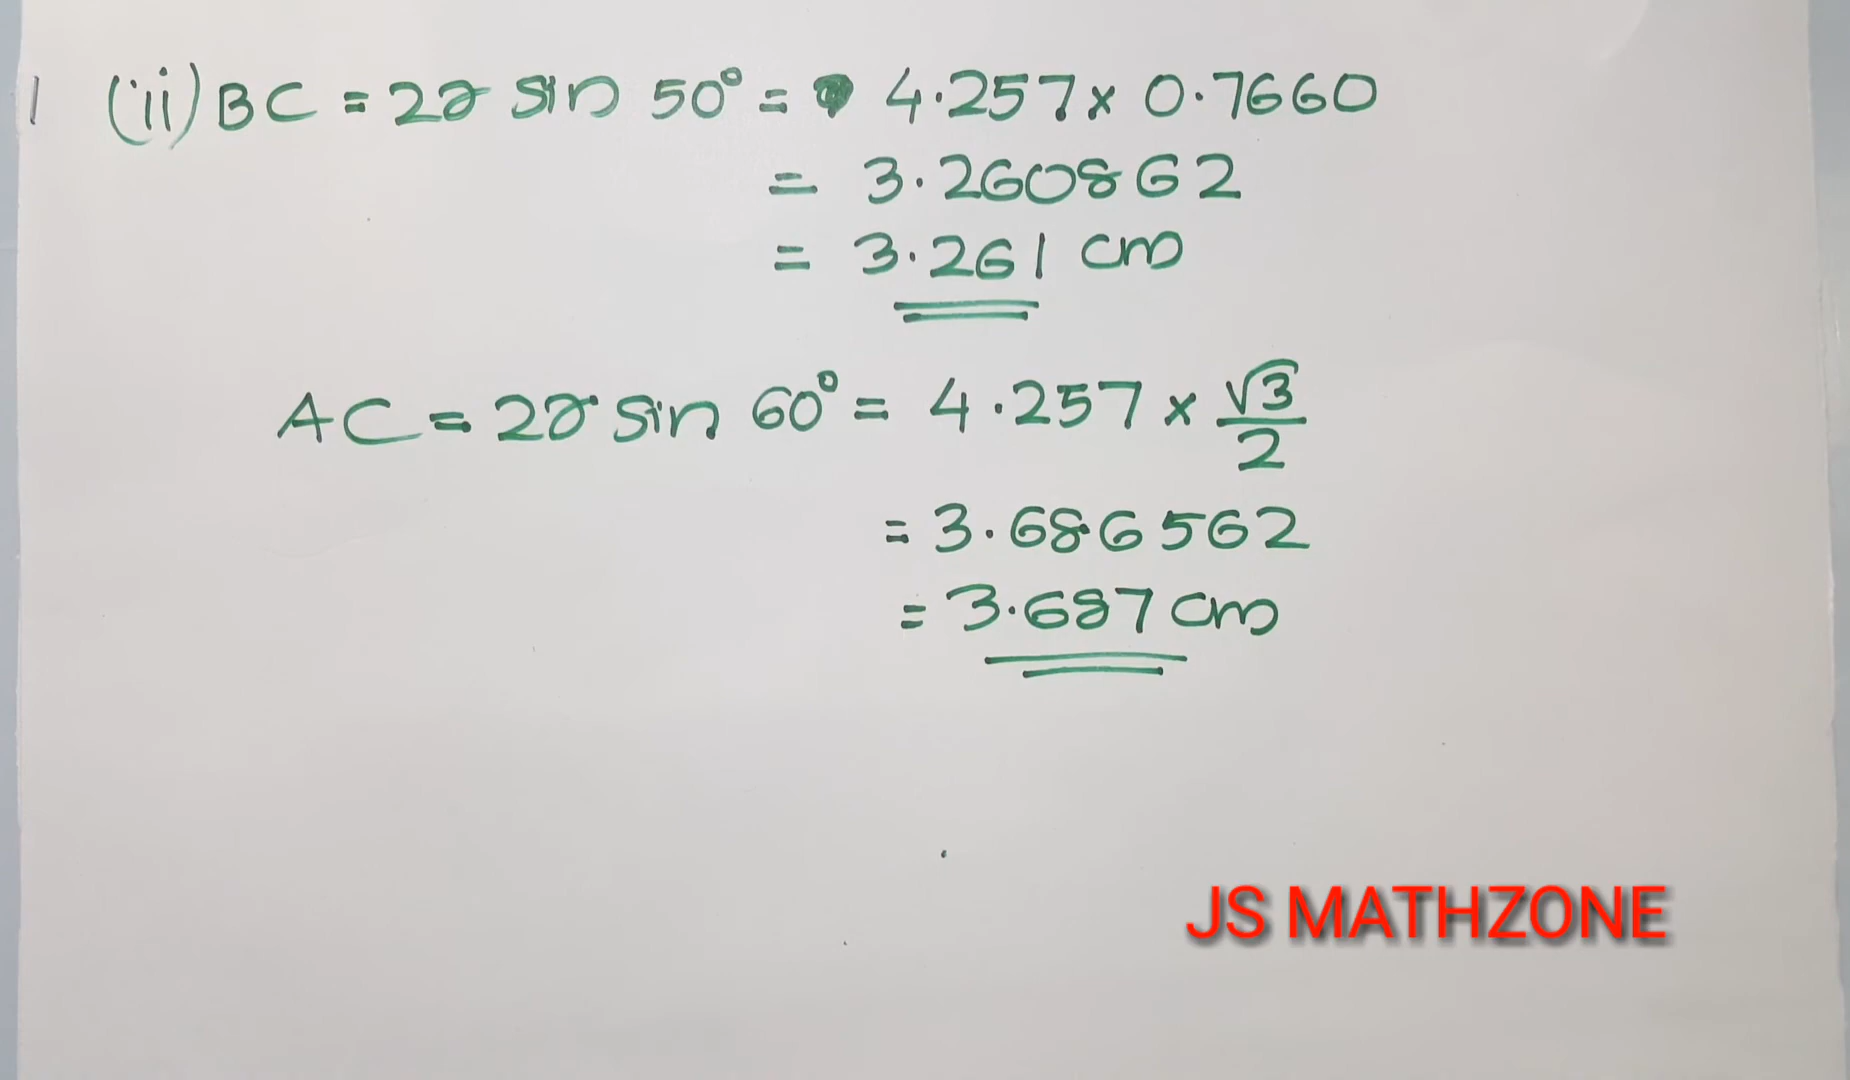 1 (ii) BC = 2r sin 50° = 4.257 × 0.7660
= 3.260862
= 3.261 cm
AC = 2r sin 60° = 4.257 × √3/2
= 3.686562
= 3.687 cm
JS MATHZONE